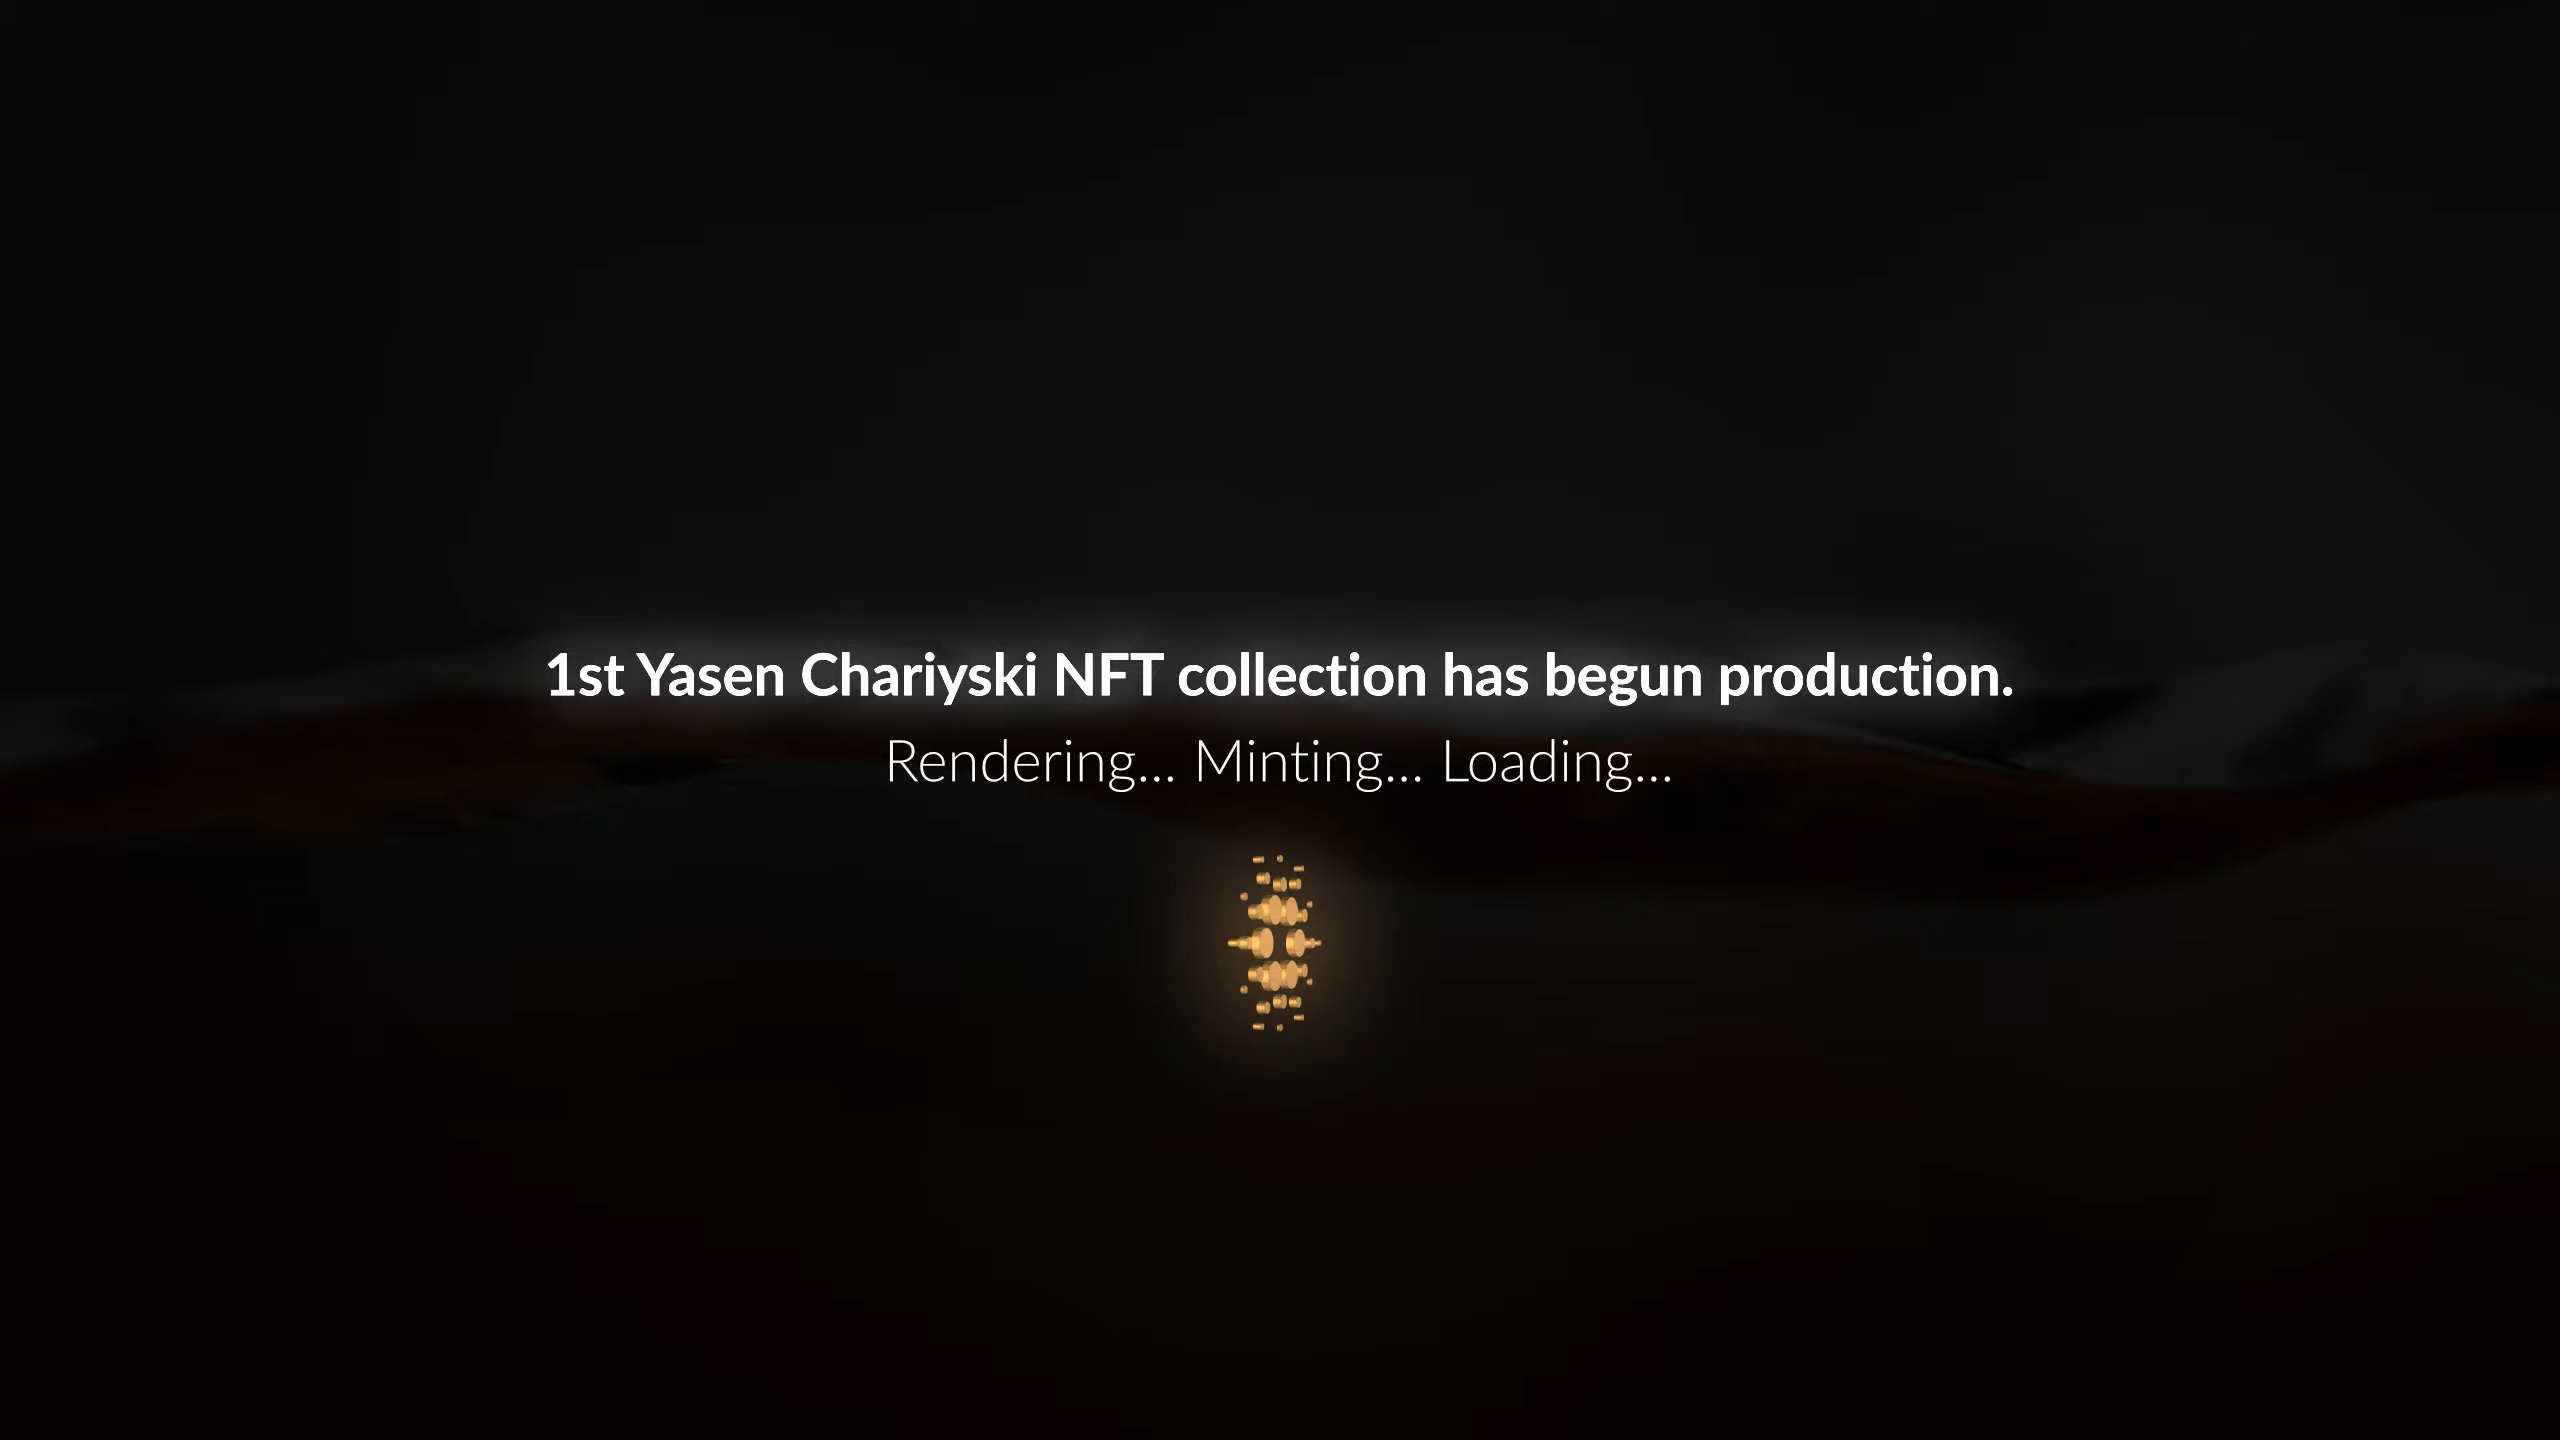 1st Yasen Chariyski NFT collection has begun production.
Rendering... Minting... Loading...